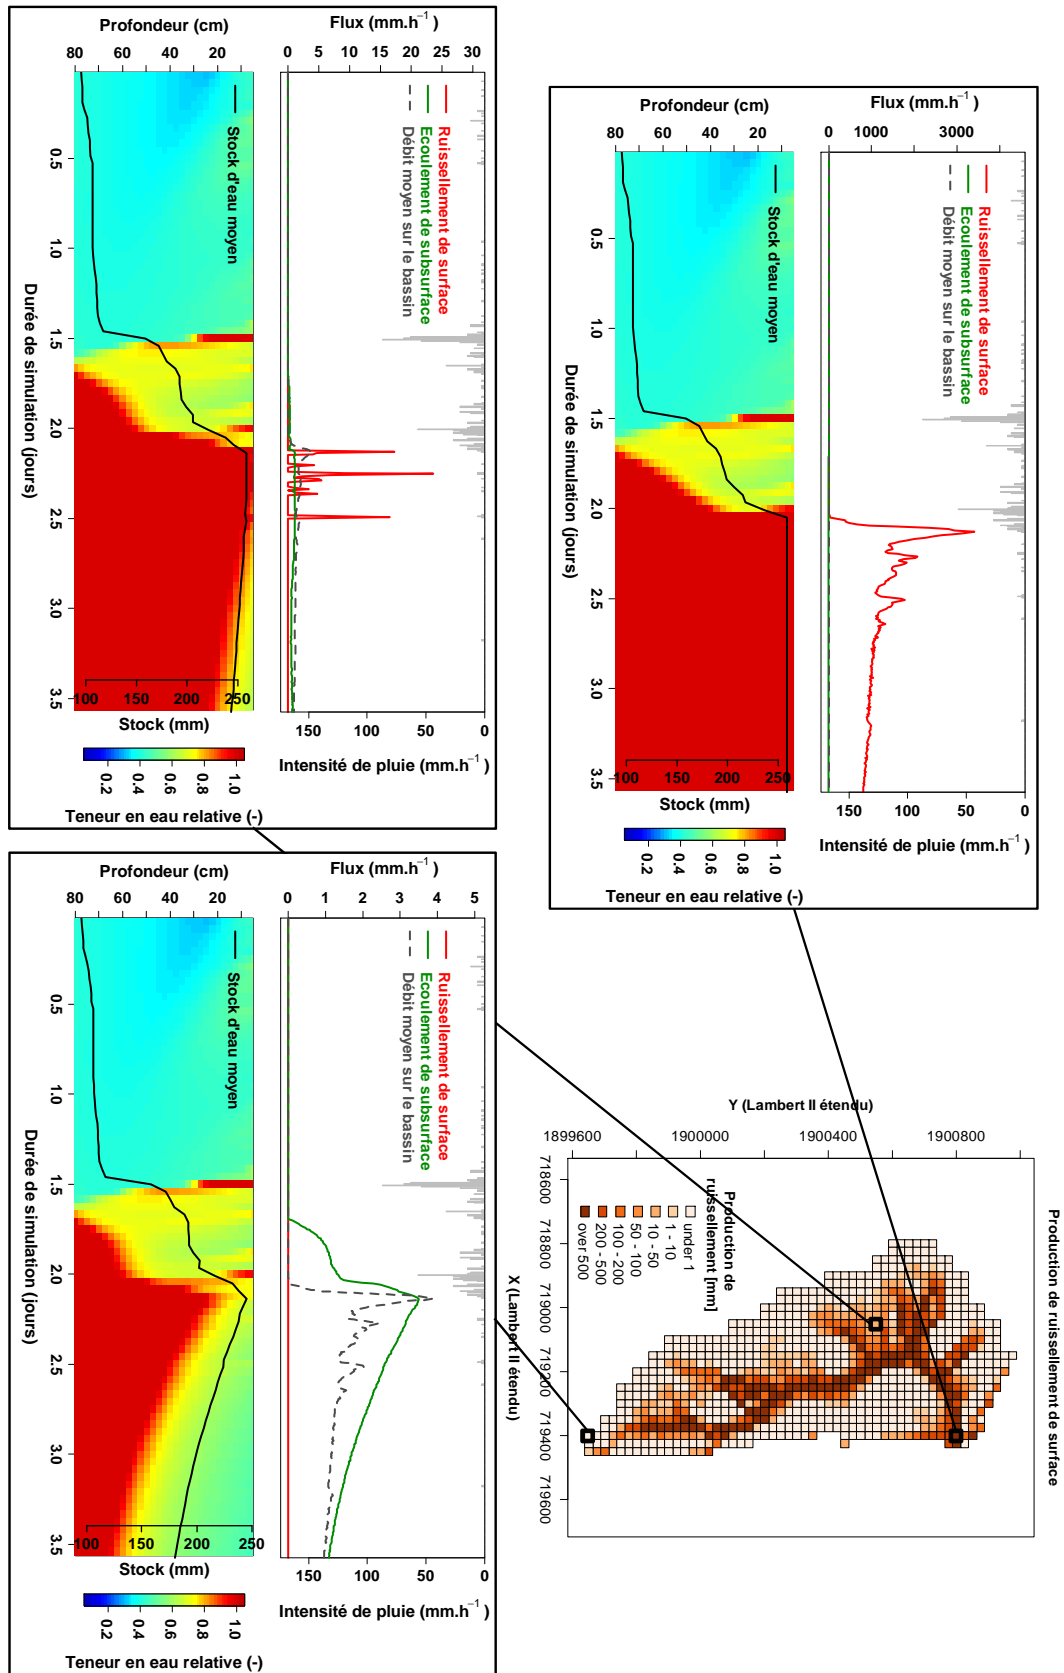 Flux (mm.h⁻¹)
0 5 10 15 20 25 30
Ruissellement de surface
Ecoulement de subsurface
Débit moyen sur le bassin
150 100 50 0
Intensité de pluie (mm.h⁻¹)
Profondeur (cm)
80 60 40 20
Stock d'eau moyen
0.5 1.0 1.5 2.0 2.5 3.0 3.5
Durée de simulation (jours)
100 150 200 250
Stock (mm)
0.2 0.4 0.6 0.8 1.0
Teneur en eau relative (-)
Flux (mm.h⁻¹)
0 1000 3000
Ruissellement de surface
Ecoulement de subsurface
Débit moyen sur le bassin
150 100 50 0
Intensité de pluie (mm.h⁻¹)
Profondeur (cm)
80 60 40 20
Stock d'eau moyen
0.5 1.0 1.5 2.0 2.5 3.0 3.5
Durée de simulation (jours)
100 150 200 250
Stock (mm)
0.2 0.4 0.6 0.8 1.0
Teneur en eau relative (-)
Flux (mm.h⁻¹)
0 1 2 3 4 5
Ruissellement de surface
Ecoulement de subsurface
Débit moyen sur le bassin
150 100 50 0
Intensité de pluie (mm.h⁻¹)
Profondeur (cm)
80 60 40 20
Stock d'eau moyen
0.5 1.0 1.5 2.0 2.5 3.0 3.5
Durée de simulation (jours)
100 150 200 250
Stock (mm)
0.2 0.4 0.6 0.8 1.0
Teneur en eau relative (-)
Production de ruissellement de surface
Y (Lambert II étendu)
1899600 1900000 1900400 1900800
718600 718800 719000 719200 719400 719600
X (Lambert II étendu)
Production de
ruissellement [mm]
under 1
1 - 10
10 - 50
50 - 100
100 - 200
200 - 500
over 500